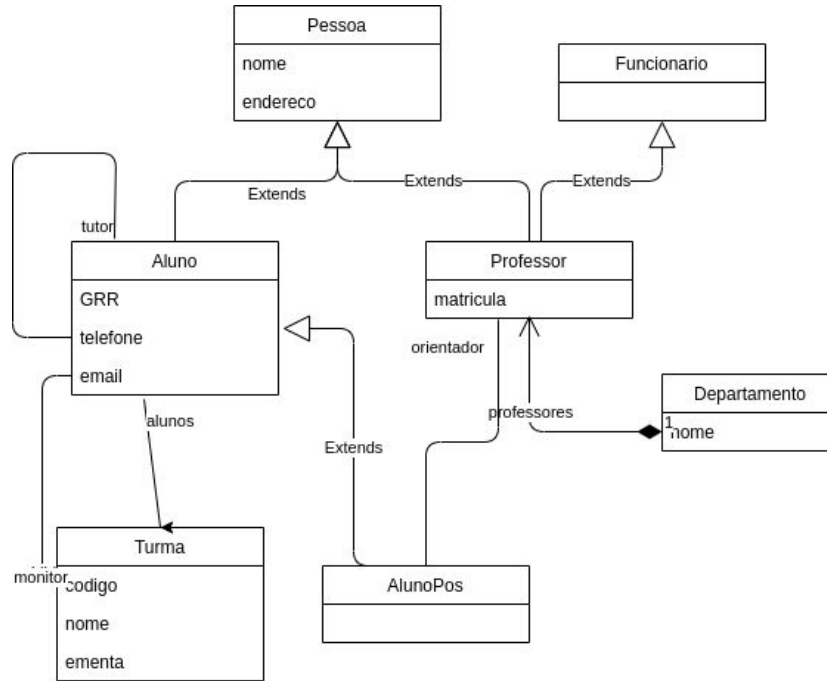 Pessoa
nome
endereco
Funcionario
Extends
Extends
Extends
tutor
Aluno
GRR
telefone
email
Professor
matricula
orientador
alunos
professores
Departamento
1
nome
Extends
Turma
monitor
codigo
nome
ementa
AlunoPos